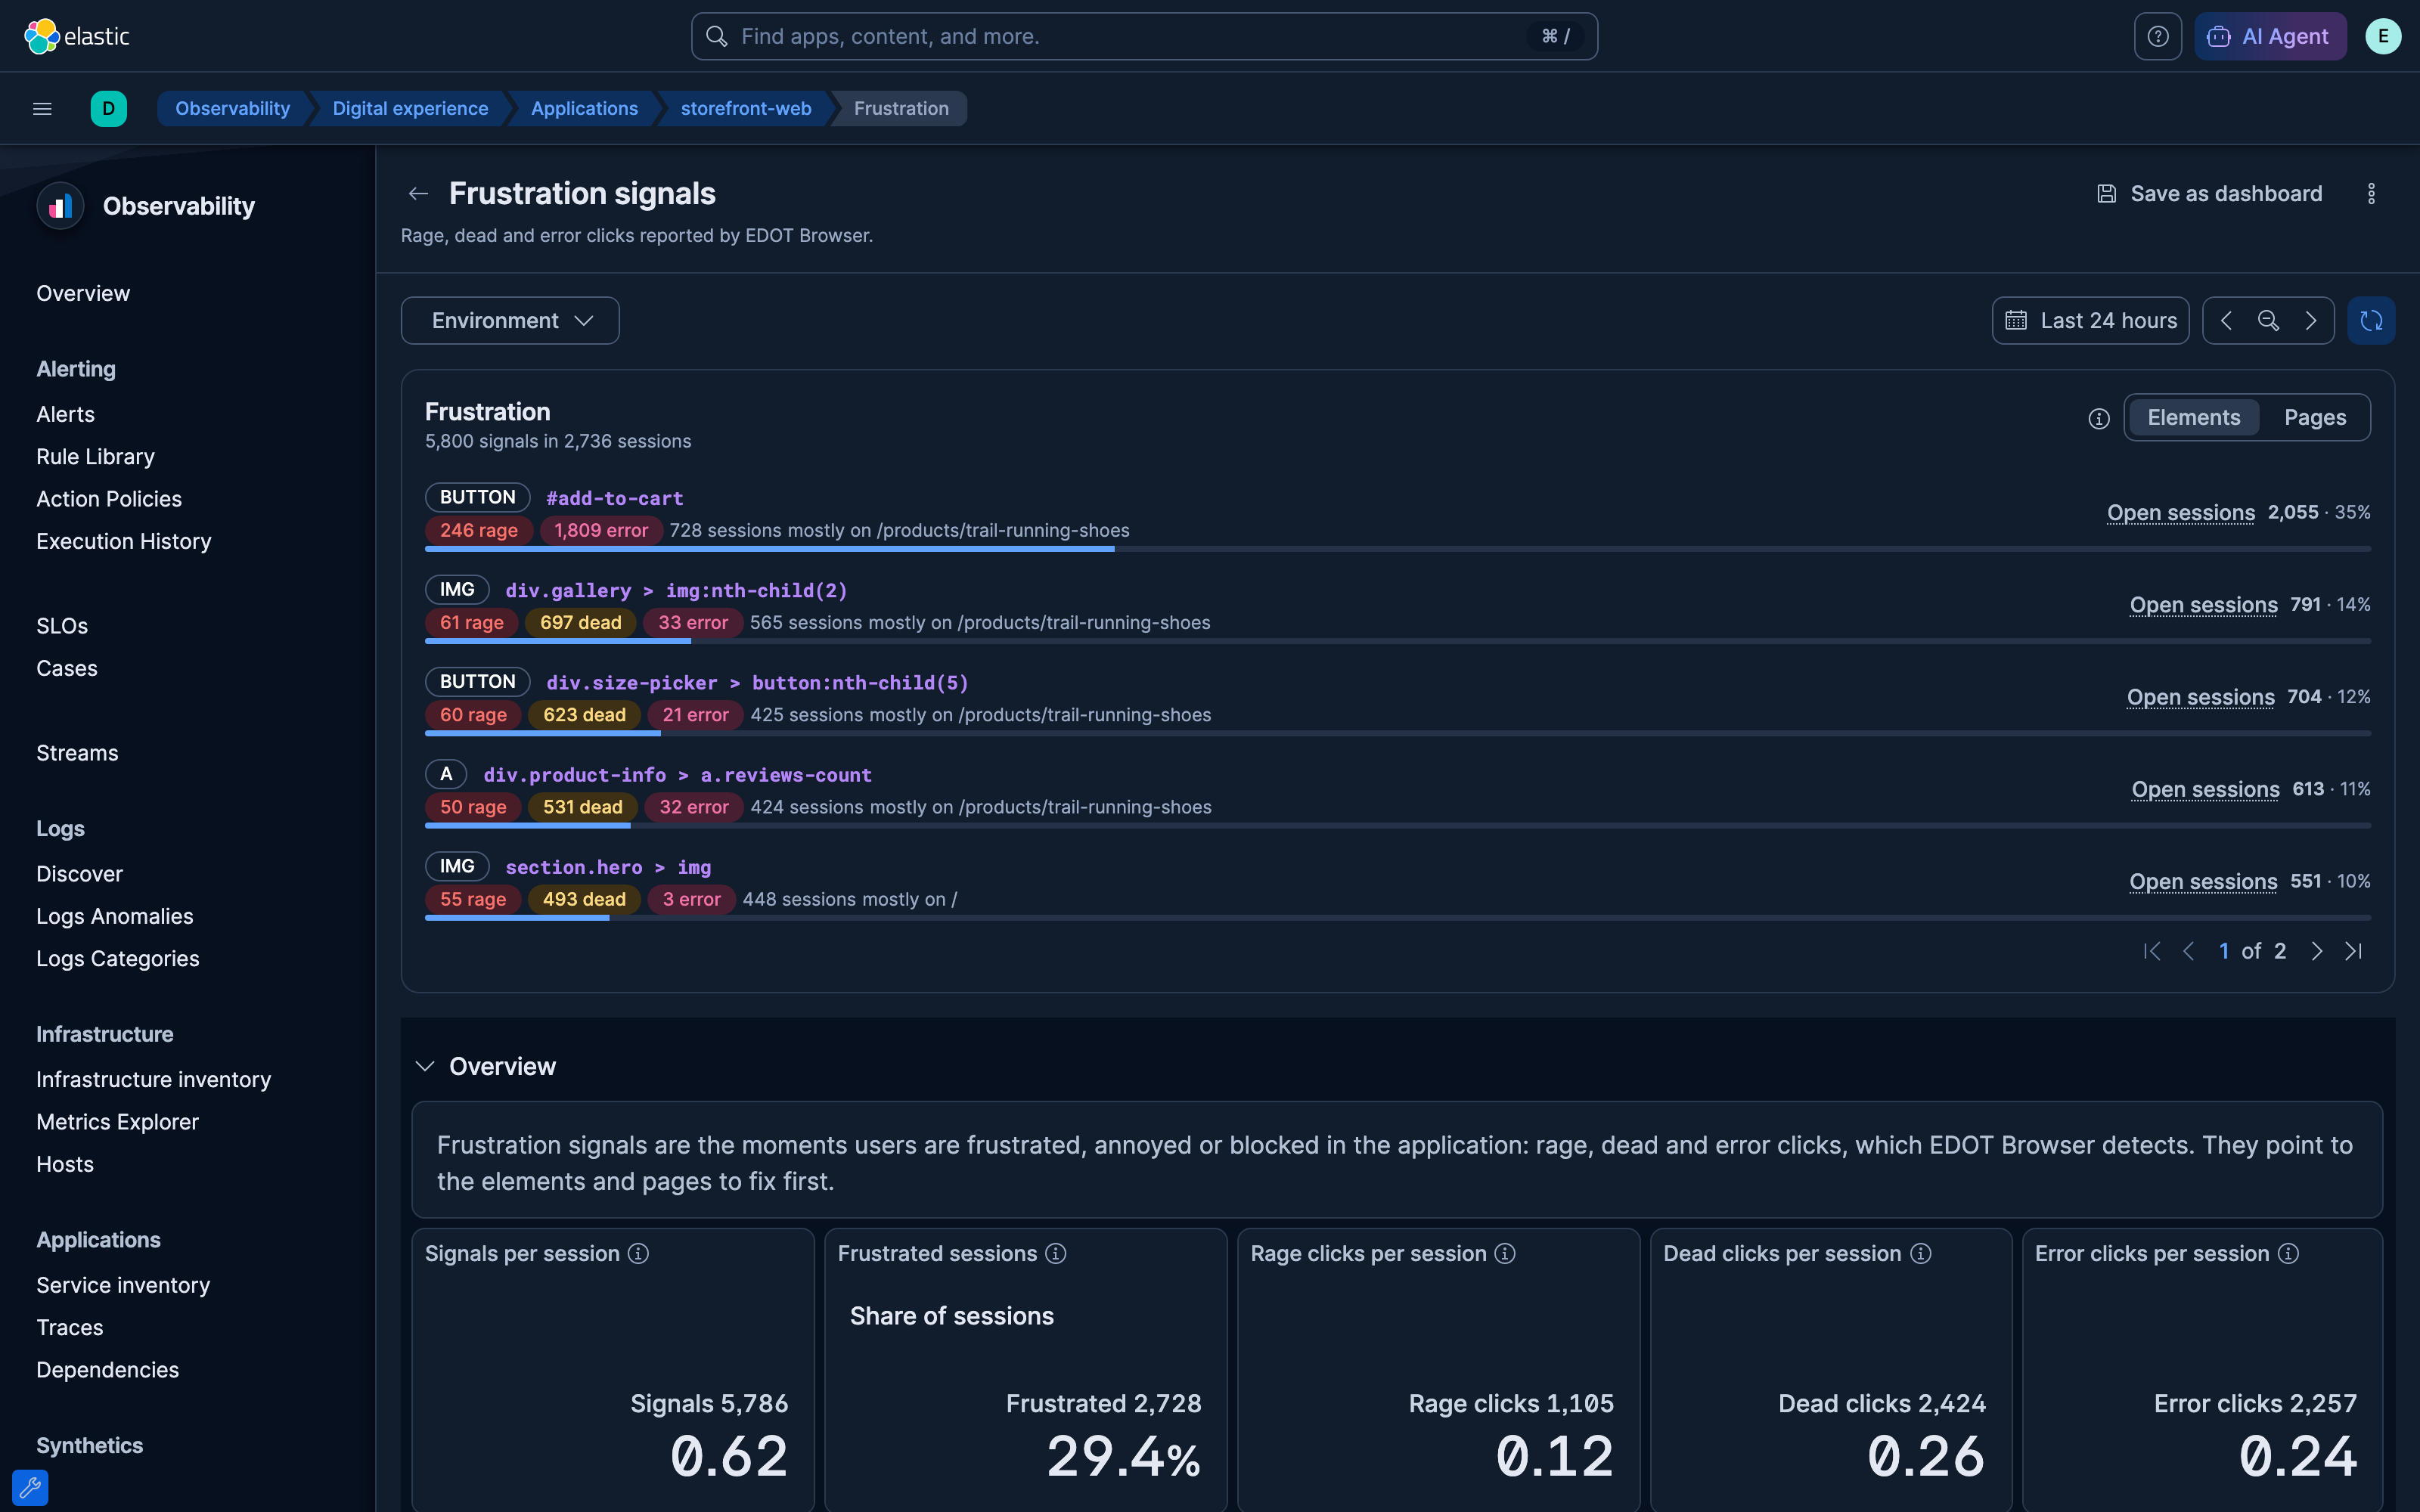 elastic
Find apps, content, and more.
⌘ /
AI Agent
E
D
Observability
Digital experience
Applications
storefront-web
Frustration
Observability
Overview
Alerting
Alerts
Rule Library
Action Policies
Execution History
SLOs
Cases
Streams
Logs
Discover
Logs Anomalies
Logs Categories
Infrastructure
Infrastructure inventory
Metrics Explorer
Hosts
Applications
Service inventory
Traces
Dependencies
Synthetics
Frustration signals
Save as dashboard
Rage, dead and error clicks reported by EDOT Browser.
Environment
Last 24 hours
Frustration
5,800 signals in 2,736 sessions
Elements
Pages
BUTTON #add-to-cart
246 rage 1,809 error 728 sessions mostly on /products/trail-running-shoes
Open sessions 2,055 · 35%
IMG div.gallery > img:nth-child(2)
61 rage 697 dead 33 error 565 sessions mostly on /products/trail-running-shoes
Open sessions 791 · 14%
BUTTON div.size-picker > button:nth-child(5)
60 rage 623 dead 21 error 425 sessions mostly on /products/trail-running-shoes
Open sessions 704 · 12%
A div.product-info > a.reviews-count
50 rage 531 dead 32 error 424 sessions mostly on /products/trail-running-shoes
Open sessions 613 · 11%
IMG section.hero > img
55 rage 493 dead 3 error 448 sessions mostly on /
Open sessions 551 · 10%
1 of 2
Overview
Frustration signals are the moments users are frustrated, annoyed or blocked in the application: rage, dead and error clicks, which EDOT Browser detects. They point to
the elements and pages to fix first.
Signals per session
Signals 5,786
0.62
Frustrated sessions
Share of sessions
Frustrated 2,728
29.4%
Rage clicks per session
Rage clicks 1,105
0.12
Dead clicks per session
Dead clicks 2,424
0.26
Error clicks per session
Error clicks 2,257
0.24